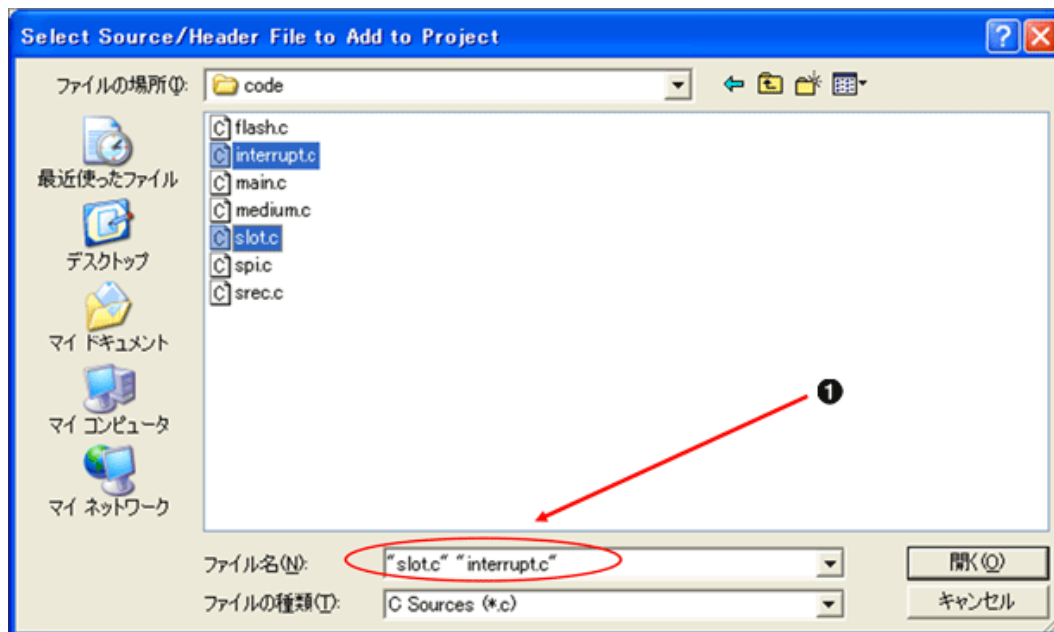 Select Source/Header File to Add to Project
ファイルの場所(I):
code
flash.c
interrupt.c
main.c
medium.c
slot.c
spi.c
srec.c
最近使ったファイル
デスクトップ
マイ ドキュメント
マイ コンピュータ
マイ ネットワーク
❶
ファイル名(N):
"slot.c" "interrupt.c"
開く(O)
ファイルの種類(T):
C Sources (*.c)
キャンセル